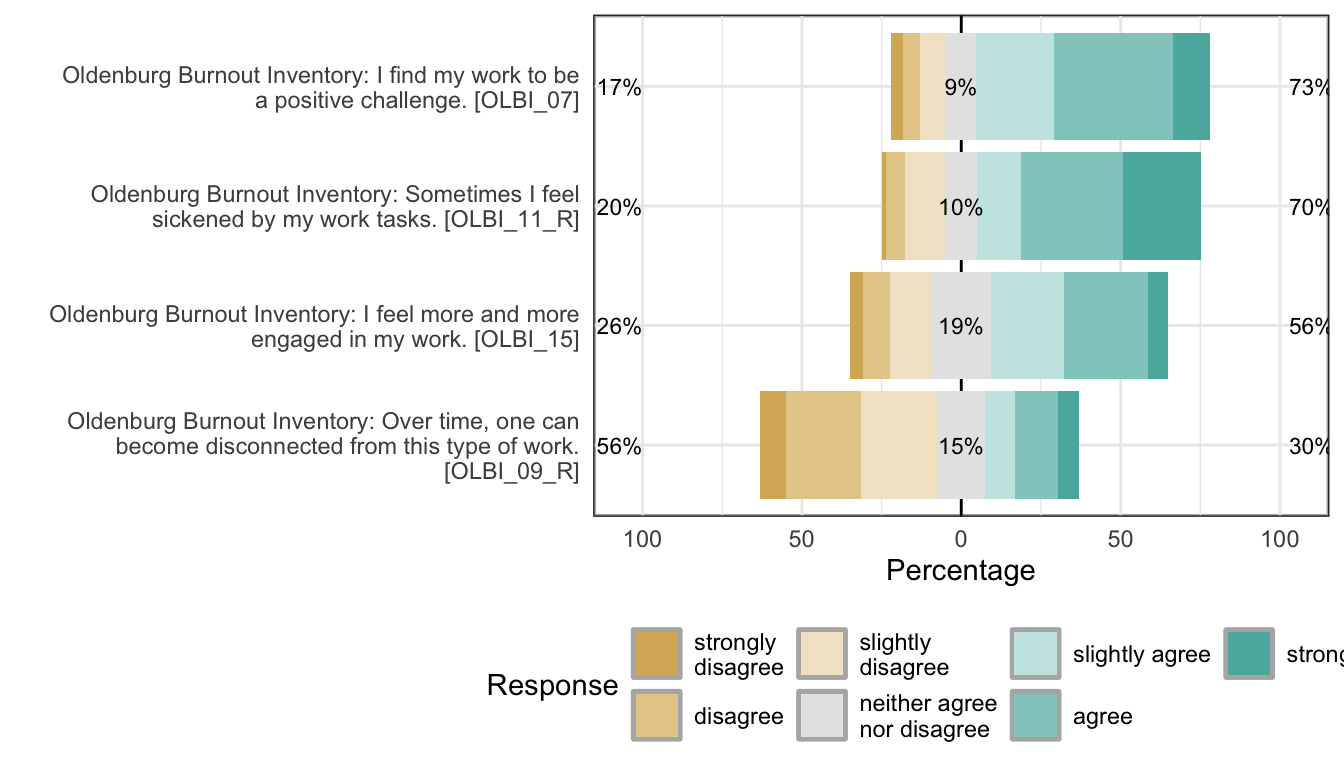 Oldenburg Burnout Inventory: I find my work to be
a positive challenge. [OLBI_07]
17%
9%
73%
Oldenburg Burnout Inventory: Sometimes I feel
sickened by my work tasks. [OLBI_11_R]
20%
10%
70%
Oldenburg Burnout Inventory: I feel more and more
engaged in my work. [OLBI_15]
26%
19%
56%
Oldenburg Burnout Inventory: Over time, one can
become disconnected from this type of work.
[OLBI_09_R]
56%
15%
30%
100 50 0 50 100
Percentage
Response
strongly
disagree
disagree
slightly
disagree
neither agree
nor disagree
slightly agree
agree
strong